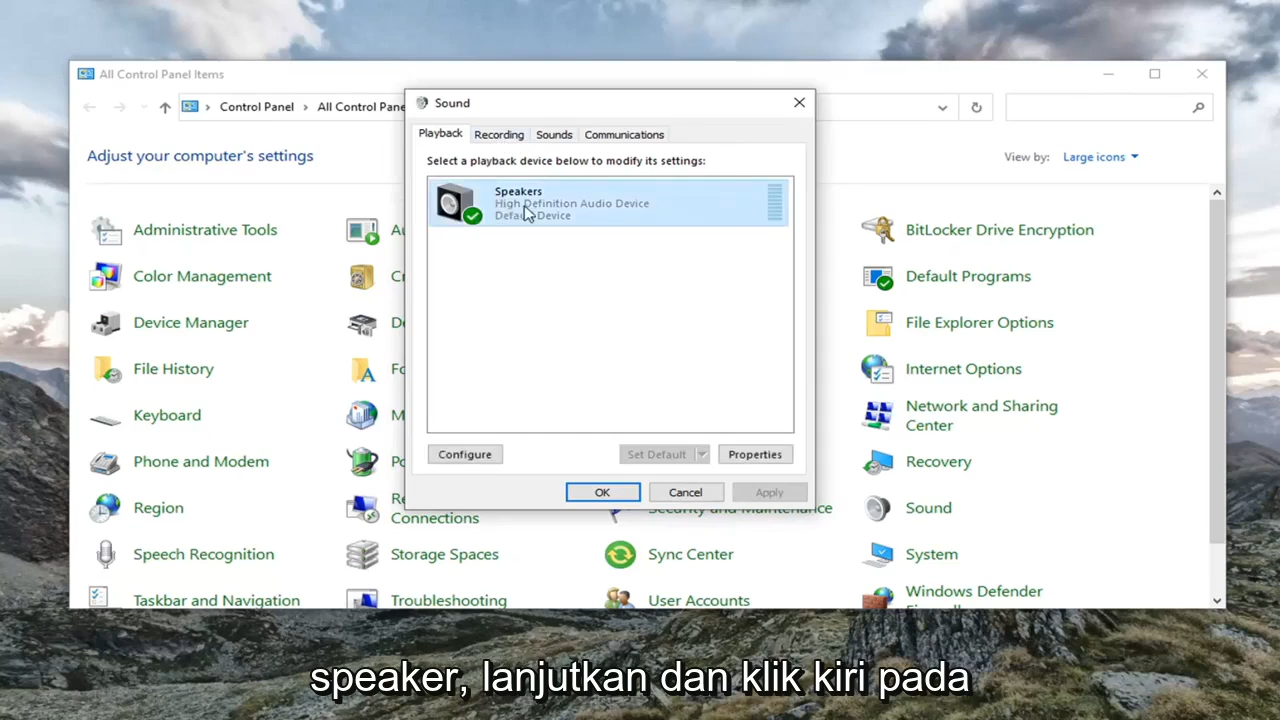 All Control Panel Items
Control Panel
All Control Pane
Adjust your computer's settings
View by:
Large icons
Sound
Playback
Recording
Sounds
Communications
Select a playback device below to modify its settings:
Speakers
High Definition Audio Device
Default Device
Configure
Set Default
Properties
OK
Cancel
Apply
Administrative Tools
BitLocker Drive Encryption
Color Management
Default Programs
Device Manager
File Explorer Options
File History
Internet Options
Keyboard
Network and Sharing
Center
Phone and Modem
Recovery
Region
Connections
Security and Maintenance
Sound
Speech Recognition
Storage Spaces
Sync Center
System
Taskbar and Navigation
Troubleshooting
User Accounts
Windows Defender
speaker, lanjutkan dan klik kiri pada